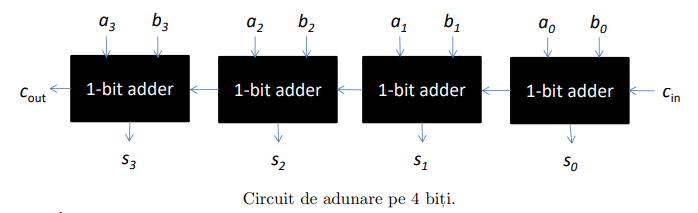 a3 b3 a2 b2 a1 b1 a0 b0
cout 1-bit adder 1-bit adder 1-bit adder 1-bit adder cin
s3 s2 s1 s0
Circuit de adunare pe 4 biți.